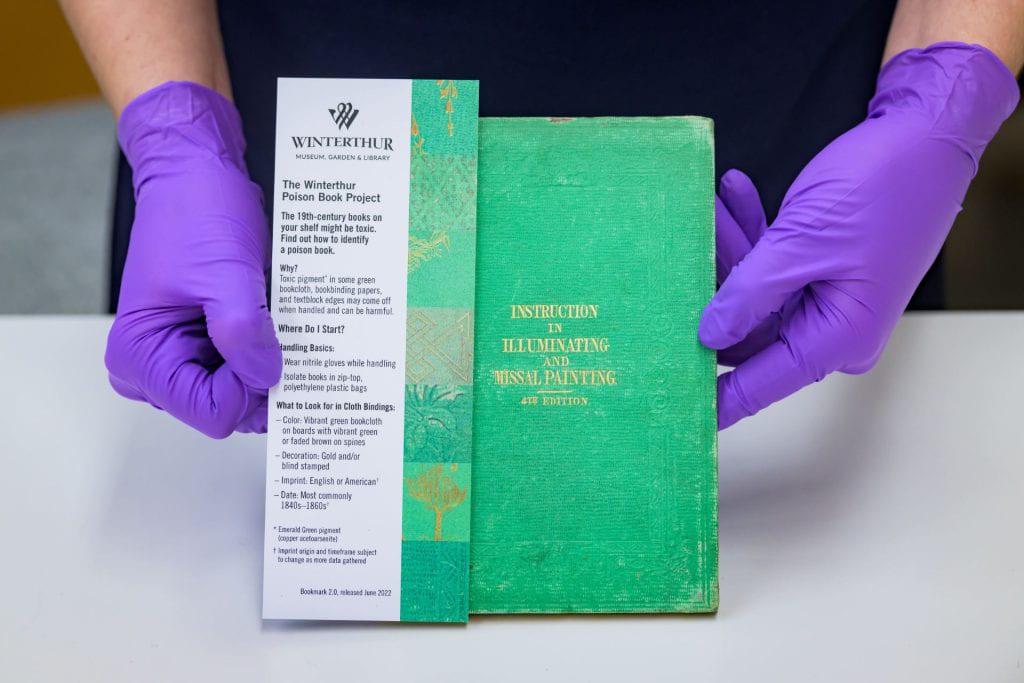 WINTERTHUR
MUSEUM, GARDEN & LIBRARY
The Winterthur
Poison Book Project
The 19th-century books on
your shelf might be toxic.
Find out how to identify
a poison book.
Why?
Toxic pigment* in some green
bookcloth, bookbinding papers,
and textblock edges may come off
when handled and can be harmful.
Where Do I Start?
Handling Basics:
Wear nitrile gloves while handling
Isolate books in zip-top,
polyethylene plastic bags
What to Look for in Cloth Bindings:
– Color: Vibrant green bookcloth
on boards with vibrant green
or faded brown on spines
– Decoration: Gold and/or
blind stamped
– Imprint: English or American†
– Date: Most commonly
1840s–1860s†
* Emerald Green pigment
(copper acetoarsenite)
† Imprint origin and timeframe subject
to change as more data gathered
Bookmark 2.0, released June 2022
INSTRUCTION
IN
ILLUMINATING
AND
MISSAL PAINTING
4TH EDITION.